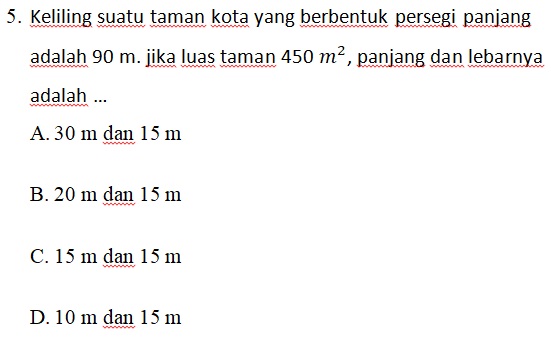 5. Keliling suatu taman kota yang berbentuk persegi panjang
adalah 90 m. jika luas taman 450 m², panjang dan lebarnya
adalah ...
A. 30 m dan 15 m
B. 20 m dan 15 m
C. 15 m dan 15 m
D. 10 m dan 15 m